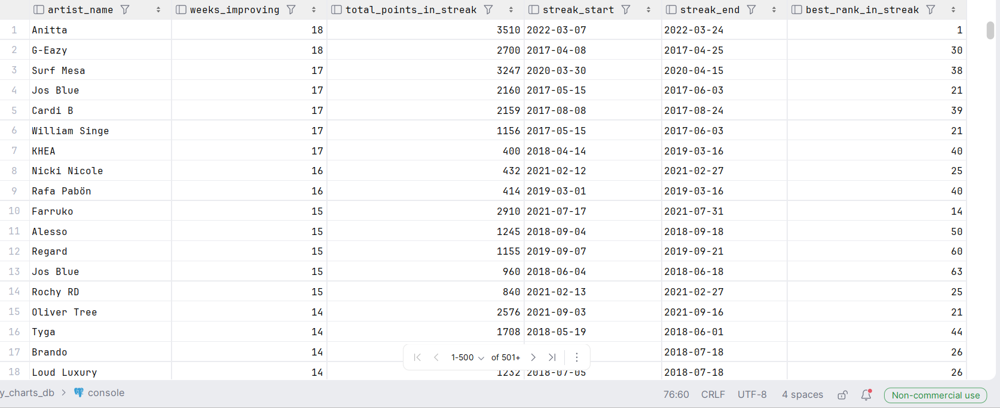 artist_name weeks_improving total_points_in_streak streak_start streak_end best_rank_in_streak
1 Anitta 18 3510 2022-03-07 2022-03-24 1
2 G-Eazy 18 2700 2017-04-08 2017-04-25 30
3 Surf Mesa 17 3247 2020-03-30 2020-04-15 38
4 Jos Blue 17 2160 2017-05-15 2017-06-03 21
5 Cardi B 17 2159 2017-08-08 2017-08-24 39
6 William Singe 17 1156 2017-05-15 2017-06-03 21
7 KHEA 17 400 2018-04-14 2019-03-16 40
8 Nicki Nicole 16 432 2021-02-12 2021-02-27 25
9 Rafa Pabön 16 414 2019-03-01 2019-03-16 40
10 Farruko 15 2910 2021-07-17 2021-07-31 14
11 Alesso 15 1245 2018-09-04 2018-09-18 50
12 Regard 15 1155 2019-09-07 2019-09-21 60
13 Jos Blue 15 960 2018-06-04 2018-06-18 63
14 Rochy RD 15 840 2021-02-13 2021-02-27 25
15 Oliver Tree 14 2576 2021-09-03 2021-09-16 21
16 Tyga 14 1708 2018-05-19 2018-06-01 44
17 Brando 14 2018-07-18 26
1-500 of 501+
18 Loud Luxury 14 1232 2018-07-05 2018-07-18 26
y_charts_db console 76:60 CRLF UTF-8 4 spaces Non-commercial use